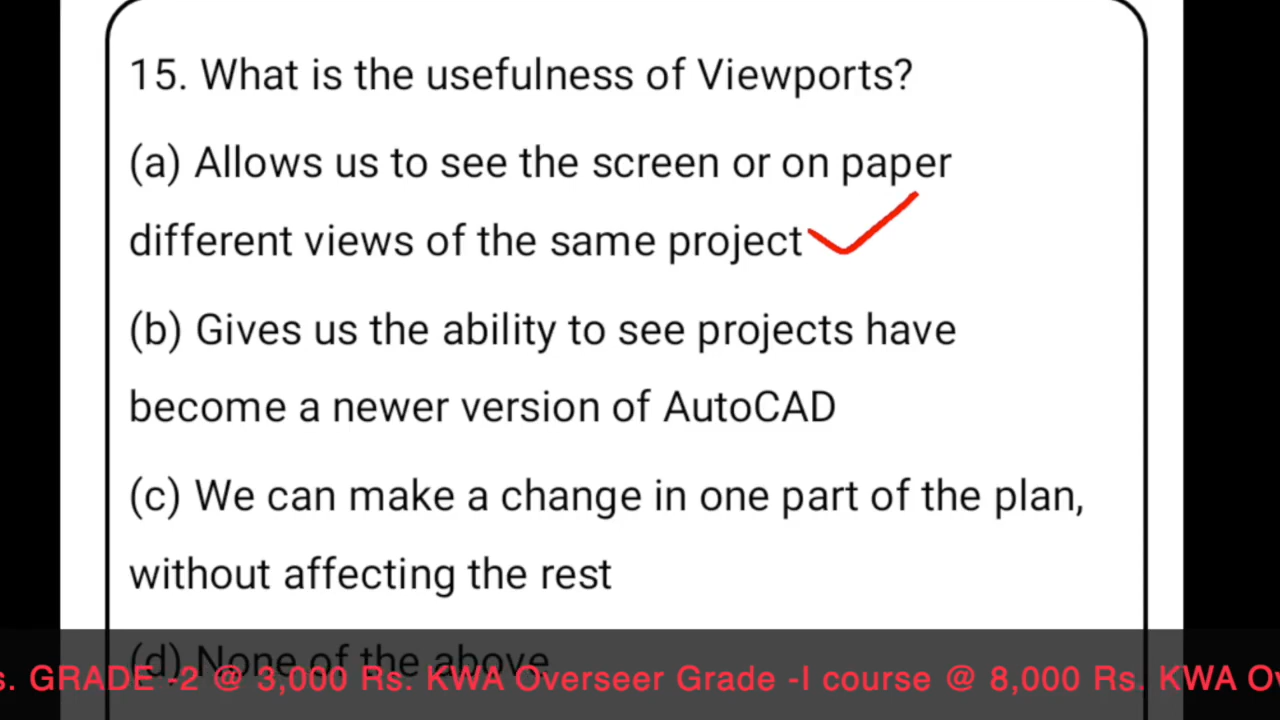 15. What is the usefulness of Viewports?
(a) Allows us to see the screen or on paper
different views of the same project
(b) Gives us the ability to see projects have
become a newer version of AutoCAD
(c) We can make a change in one part of the plan,
without affecting the rest
(d) None of the above
s. GRADE -2 @ 3,000 Rs. KWA Overseer Grade -I course @ 8,000 Rs. KWA Ov